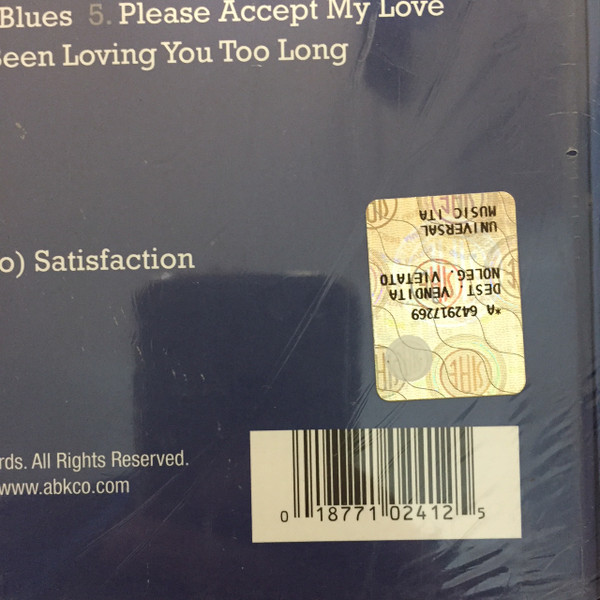 Blues 5. Please Accept My Love
Been Loving You Too Long
o) Satisfaction
UNIVERSAL
MUSIC ITA
DEST. VENDITA
NOLEG. VIETATO
*A 642917269
SIAE
rds. All Rights Reserved.
www.abkco.com
0 18771 02412 5